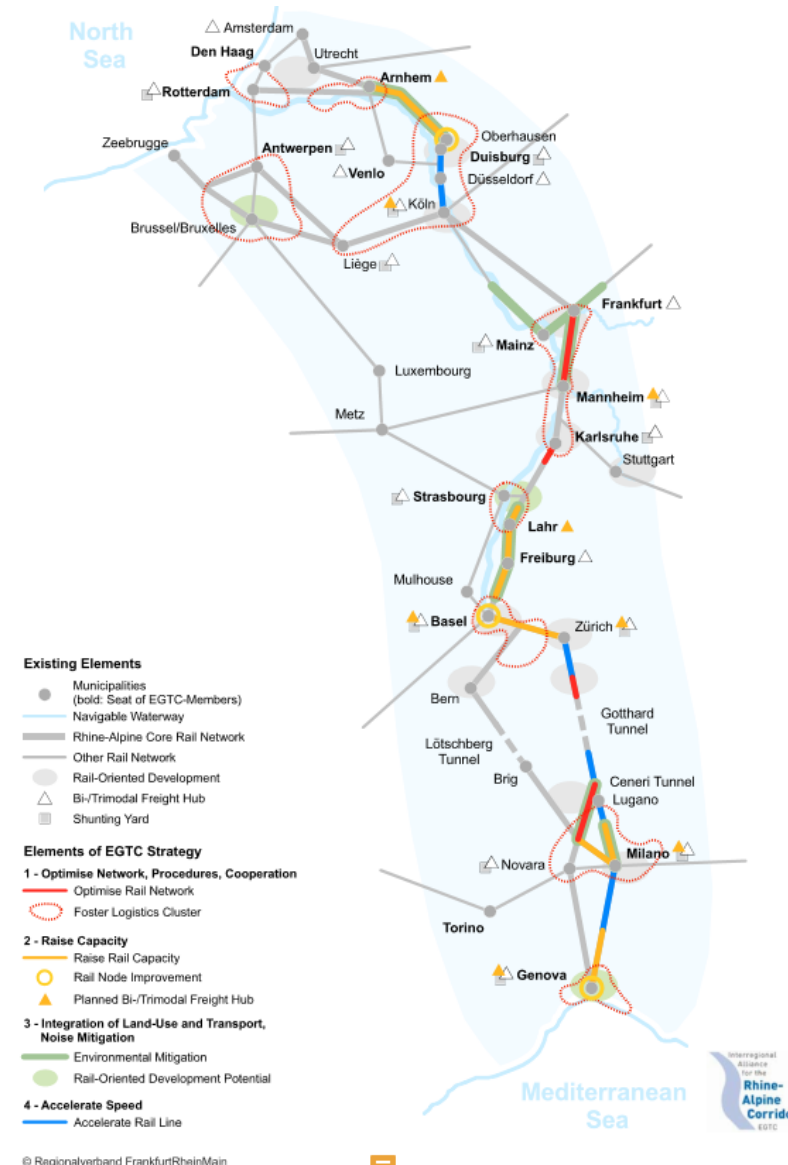 North
Sea
Amsterdam
Den Haag
Utrecht
Arnhem
Rotterdam
Zeebrugge
Antwerpen
Oberhausen
Duisburg
Venlo
Düsseldorf
Köln
Brussel/Bruxelles
Liège
Frankfurt
Mainz
Luxembourg
Mannheim
Metz
Karlsruhe
Stuttgart
Strasbourg
Lahr
Freiburg
Mulhouse
Basel
Zürich
Bern
Gotthard
Tunnel
Lötschberg
Tunnel
Brig
Ceneri Tunnel
Lugano
Milano
Novara
Torino
Genova
Mediterranean
Sea
Existing Elements
Municipalities
(bold: Seat of EGTC-Members)
Navigable Waterway
Rhine-Alpine Core Rail Network
Other Rail Network
Rail-Oriented Development
Bi-/Trimodal Freight Hub
Shunting Yard
Elements of EGTC Strategy
1 - Optimise Network, Procedures, Cooperation
Optimise Rail Network
Foster Logistics Cluster
2 - Raise Capacity
Raise Rail Capacity
Rail Node Improvement
Planned Bi-/Trimodal Freight Hub
3 - Integration of Land-Use and Transport,
Noise Mitigation
Environmental Mitigation
Rail-Oriented Development Potential
4 - Accelerate Speed
Accelerate Rail Line
© Regionalverband FrankfurtRheinMain
Interregional
Alliance
for the
Rhine-
Alpine
Corrido
EGTC